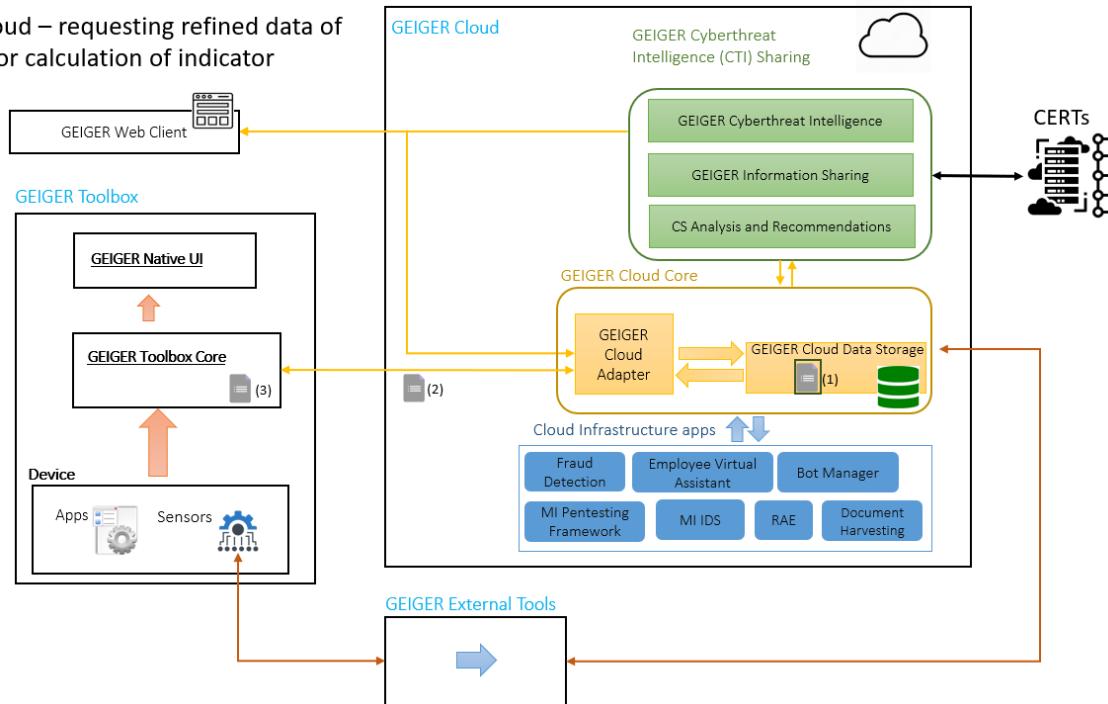 oud – requesting refined data of
or calculation of indicator
GEIGER Cloud
GEIGER Cyberthreat
Intelligence (CTI) Sharing
GEIGER Web Client
GEIGER Cyberthreat Intelligence
GEIGER Information Sharing
CS Analysis and Recommendations
CERTs
GEIGER Toolbox
GEIGER Native UI
GEIGER Toolbox Core
(3)
(2)
GEIGER Cloud Core
GEIGER
Cloud
Adapter
GEIGER Cloud Data Storage
(1)
Cloud Infrastructure apps
Fraud
Detection
Employee Virtual
Assistant
Bot Manager
MI Pentesting
Framework
MI IDS
RAE
Document
Harvesting
Device
Apps
Sensors
GEIGER External Tools